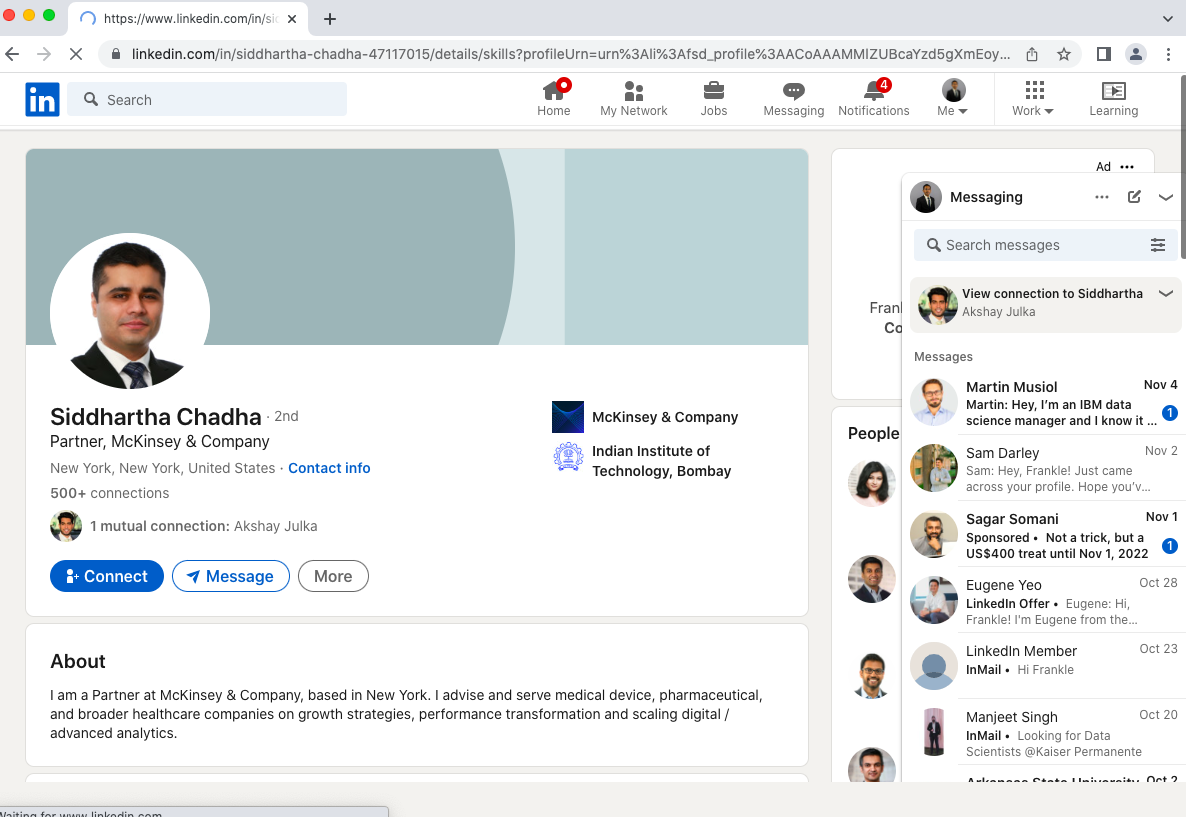 https://www.linkedin.com/in/sid
linkedin.com/in/siddhartha-chadha-47117015/details/skills?profileUrn=urn%3Ali%3Afsd_profile%3AACoAAAMMIZUBcaYzd5gXmEoy...
in
Search
Home
My Network
Jobs
Messaging
4
Notifications
Me
Work
Learning
Siddhartha Chadha · 2nd
Partner, McKinsey & Company
New York, New York, United States · Contact info
500+ connections
1 mutual connection: Akshay Julka
Connect
Message
More
McKinsey & Company
Indian Institute of
Technology, Bombay
About
I am a Partner at McKinsey & Company, based in New York. I advise and serve medical device, pharmaceutical,
and broader healthcare companies on growth strategies, performance transformation and scaling digital /
advanced analytics.
Ad
Frank
Co
People
Messaging
Search messages
View connection to Siddhartha
Akshay Julka
Messages
Martin Musiol Nov 4
Martin: Hey, I'm an IBM data
science manager and I know it ... 1
Sam Darley Nov 2
Sam: Hey, Frankle! Just came
across your profile. Hope you'v...
Sagar Somani Nov 1
Sponsored • Not a trick, but a
US$400 treat until Nov 1, 2022 1
Eugene Yeo Oct 28
LinkedIn Offer • Eugene: Hi,
Frankle! I'm Eugene from the...
LinkedIn Member Oct 23
InMail • Hi Frankle
Manjeet Singh Oct 20
InMail • Looking for Data
Scientists @Kaiser Permanente
Arkansas State University Oct 2
Waiting for www.linkedin.com